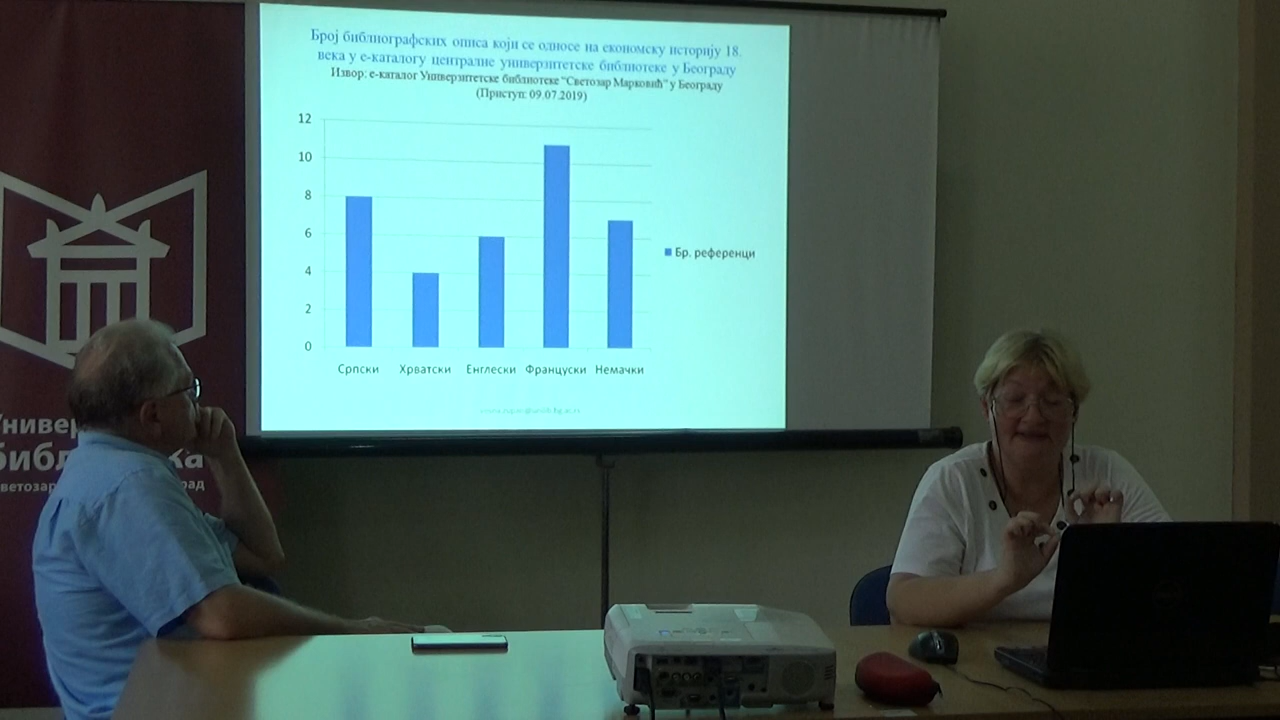 Број библиографских описа који се односе на економску историју 18.
века у е-каталогу централне универзитетске библиотеке у Београду
Извор: е-каталог Универзитетске библиотеке "Светозар Марковић" у Београду
(Приступ: 09.07.2019)
12
10
8
6
4
2
0
Српски Хрватски Енглески Француски Немачки
Бр. референци
Универ
библ ка
ветозар рад